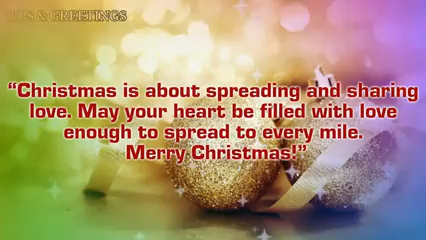 & GREETINGS
“Christmas is about spreading and sharing
love. May your heart be filled with love
enough to spread to every mile.
Merry Christmas!”